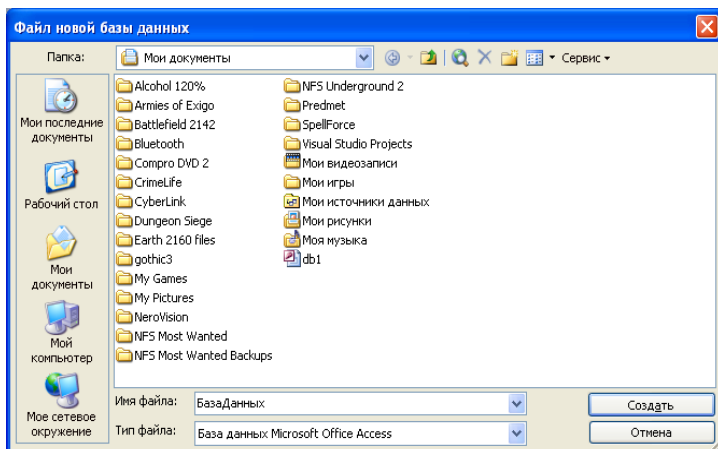 Файл новой базы данных
Папка:
Мои документы
Сервис
Мои последние
документы
Рабочий стол
Мои
документы
Мой
компьютер
Мое сетевое
окружение
Alcohol 120%
Armies of Exigo
Battlefield 2142
Bluetooth
Compro DVD 2
CrimeLife
CyberLink
Dungeon Siege
Earth 2160 files
gothic3
My Games
My Pictures
NeroVision
NFS Most Wanted
NFS Most Wanted Backups
NFS Underground 2
Predmet
SpellForce
Visual Studio Projects
Мои видеозаписи
Мои игры
Мои источники данных
Мои рисунки
Моя музыка
db1
Имя файла:
БазаДанных
Создать
Тип файла:
База данных Microsoft Office Access
Отмена